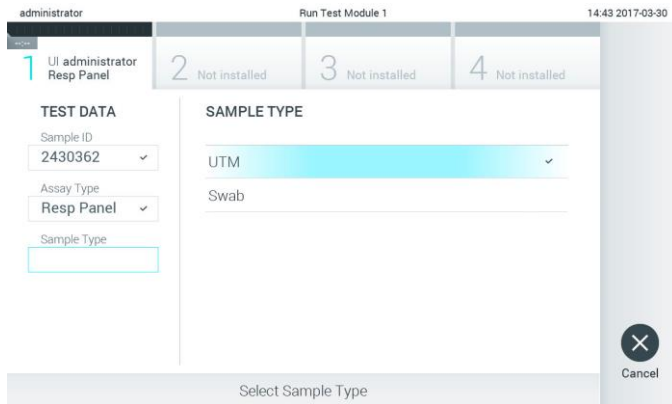 administrator
Run Test Module 1
14:43 2017-03-30
--:--
1
UI administrator
Resp Panel
2 Not installed
3 Not installed
4 Not installed
TEST DATA
Sample ID
2430362
Assay Type
Resp Panel
Sample Type
SAMPLE TYPE
UTM
Swab
Cancel
Select Sample Type